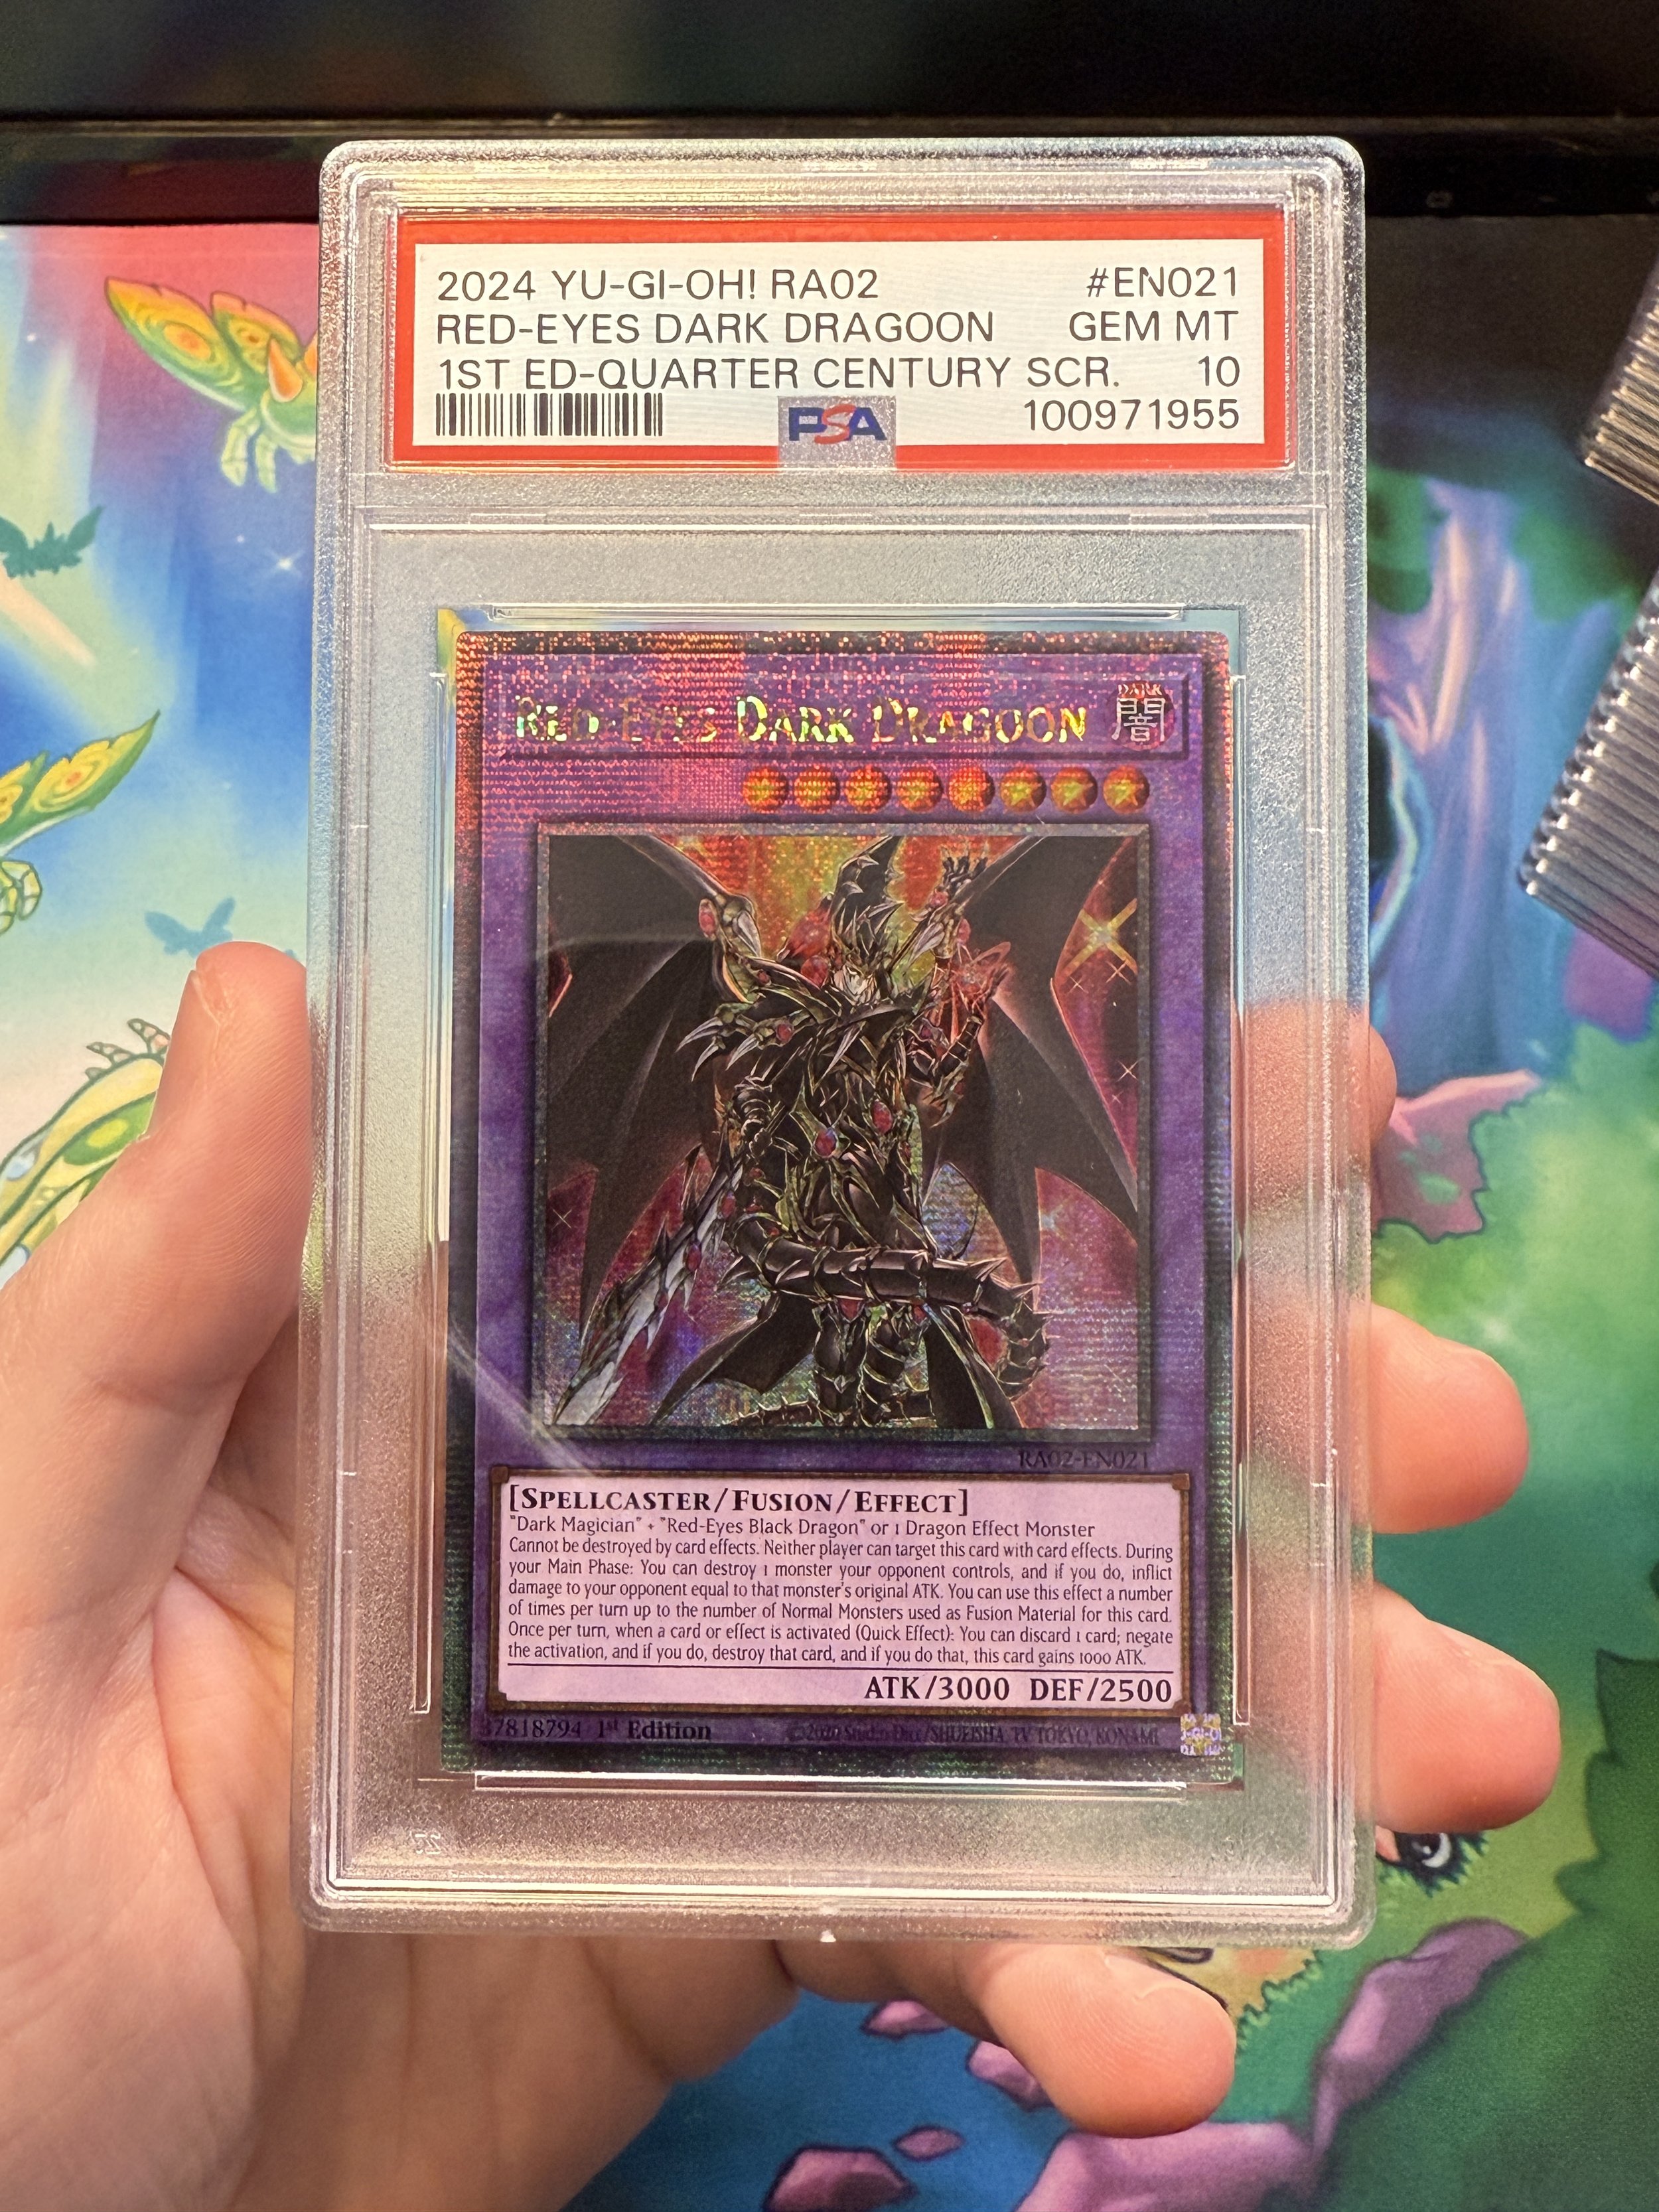 2024 YU-GI-OH! RA02 #EN021
RED-EYES DARK DRAGOON GEM MT
1ST ED-QUARTER CENTURY SCR. 10
PSA 100971955
RED-EYES DARK DRAGOON
DARK
闇
RA02-EN021
[SPELLCASTER/FUSION/EFFECT]
"Dark Magician" + "Red-Eyes Black Dragon" or 1 Dragon Effect Monster
Cannot be destroyed by card effects. Neither player can target this card with card effects. During
your Main Phase: You can destroy 1 monster your opponent controls, and if you do, inflict
damage to your opponent equal to that monster's original ATK. You can use this effect a number
of times per turn up to the number of Normal Monsters used as Fusion Material for this card.
Once per turn, when a card or effect is activated (Quick Effect): You can discard 1 card; negate
the activation, and if you do, destroy that card, and if you do that, this card gains 1000 ATK.
ATK/3000 DEF/2500
37818794 1st Edition ©2020 Studio Dice/SHUEISHA, TV TOKYO, KONAMI